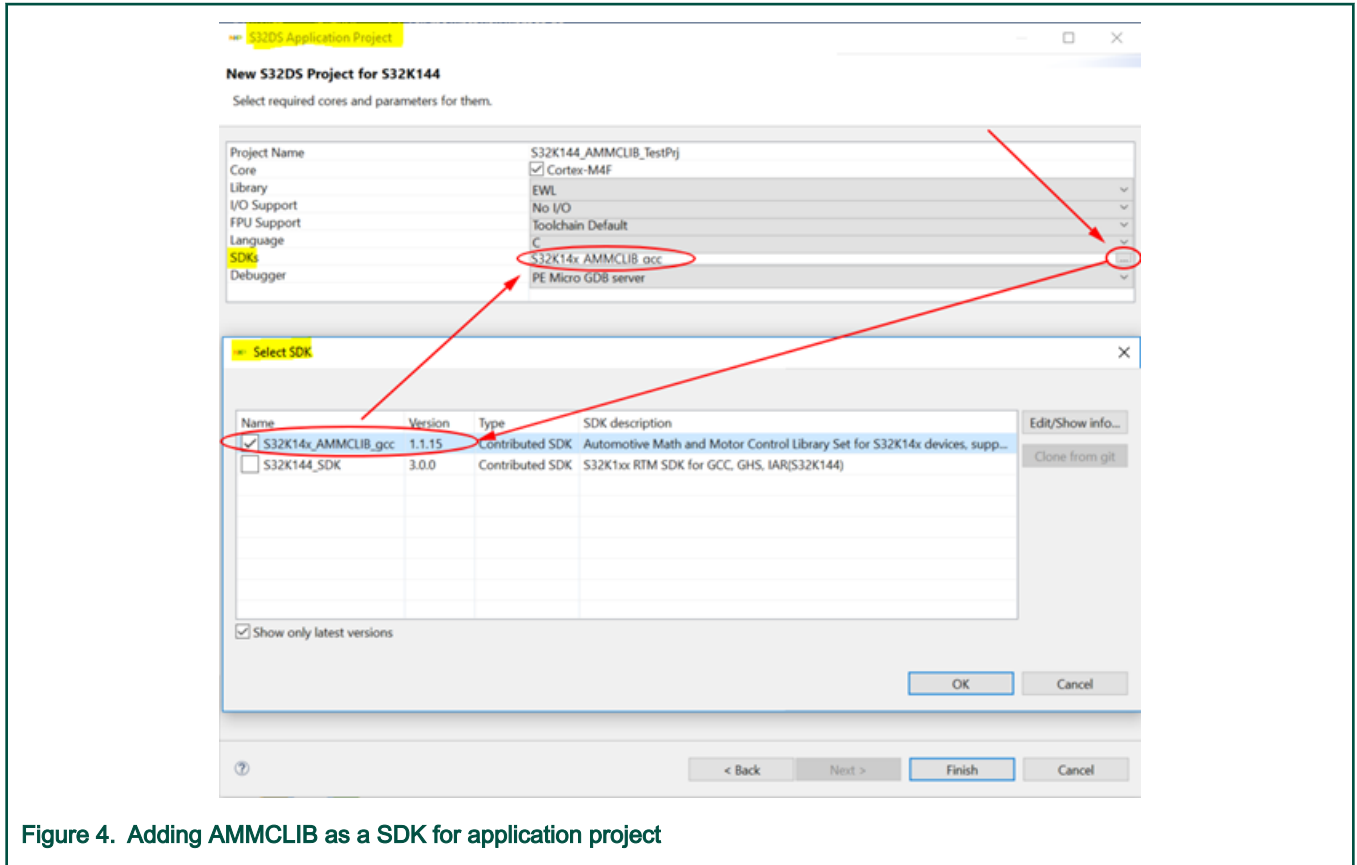 S32DS Application Project
New S32DS Project for S32K144
Select required cores and parameters for them.
Project Name S32K144_AMMCLIB_TestPrj
Core Cortex-M4F
Library EWL
I/O Support No I/O
FPU Support Toolchain Default
Language C
SDKs S32K14x_AMMCLIB_gcc ...
Debugger PE Micro GDB server
Select SDK
Name Version Type SDK description Edit/Show info...
S32K14x_AMMCLIB_gcc 1.1.15 Contributed SDK Automotive Math and Motor Control Library Set for S32K14x devices, supp...
Clone from git
S32K144_SDK 3.0.0 Contributed SDK S32K1xx RTM SDK for GCC, GHS, IAR(S32K144)
Show only latest versions
OK Cancel
? < Back Next > Finish Cancel
Figure 4. Adding AMMCLIB as a SDK for application project